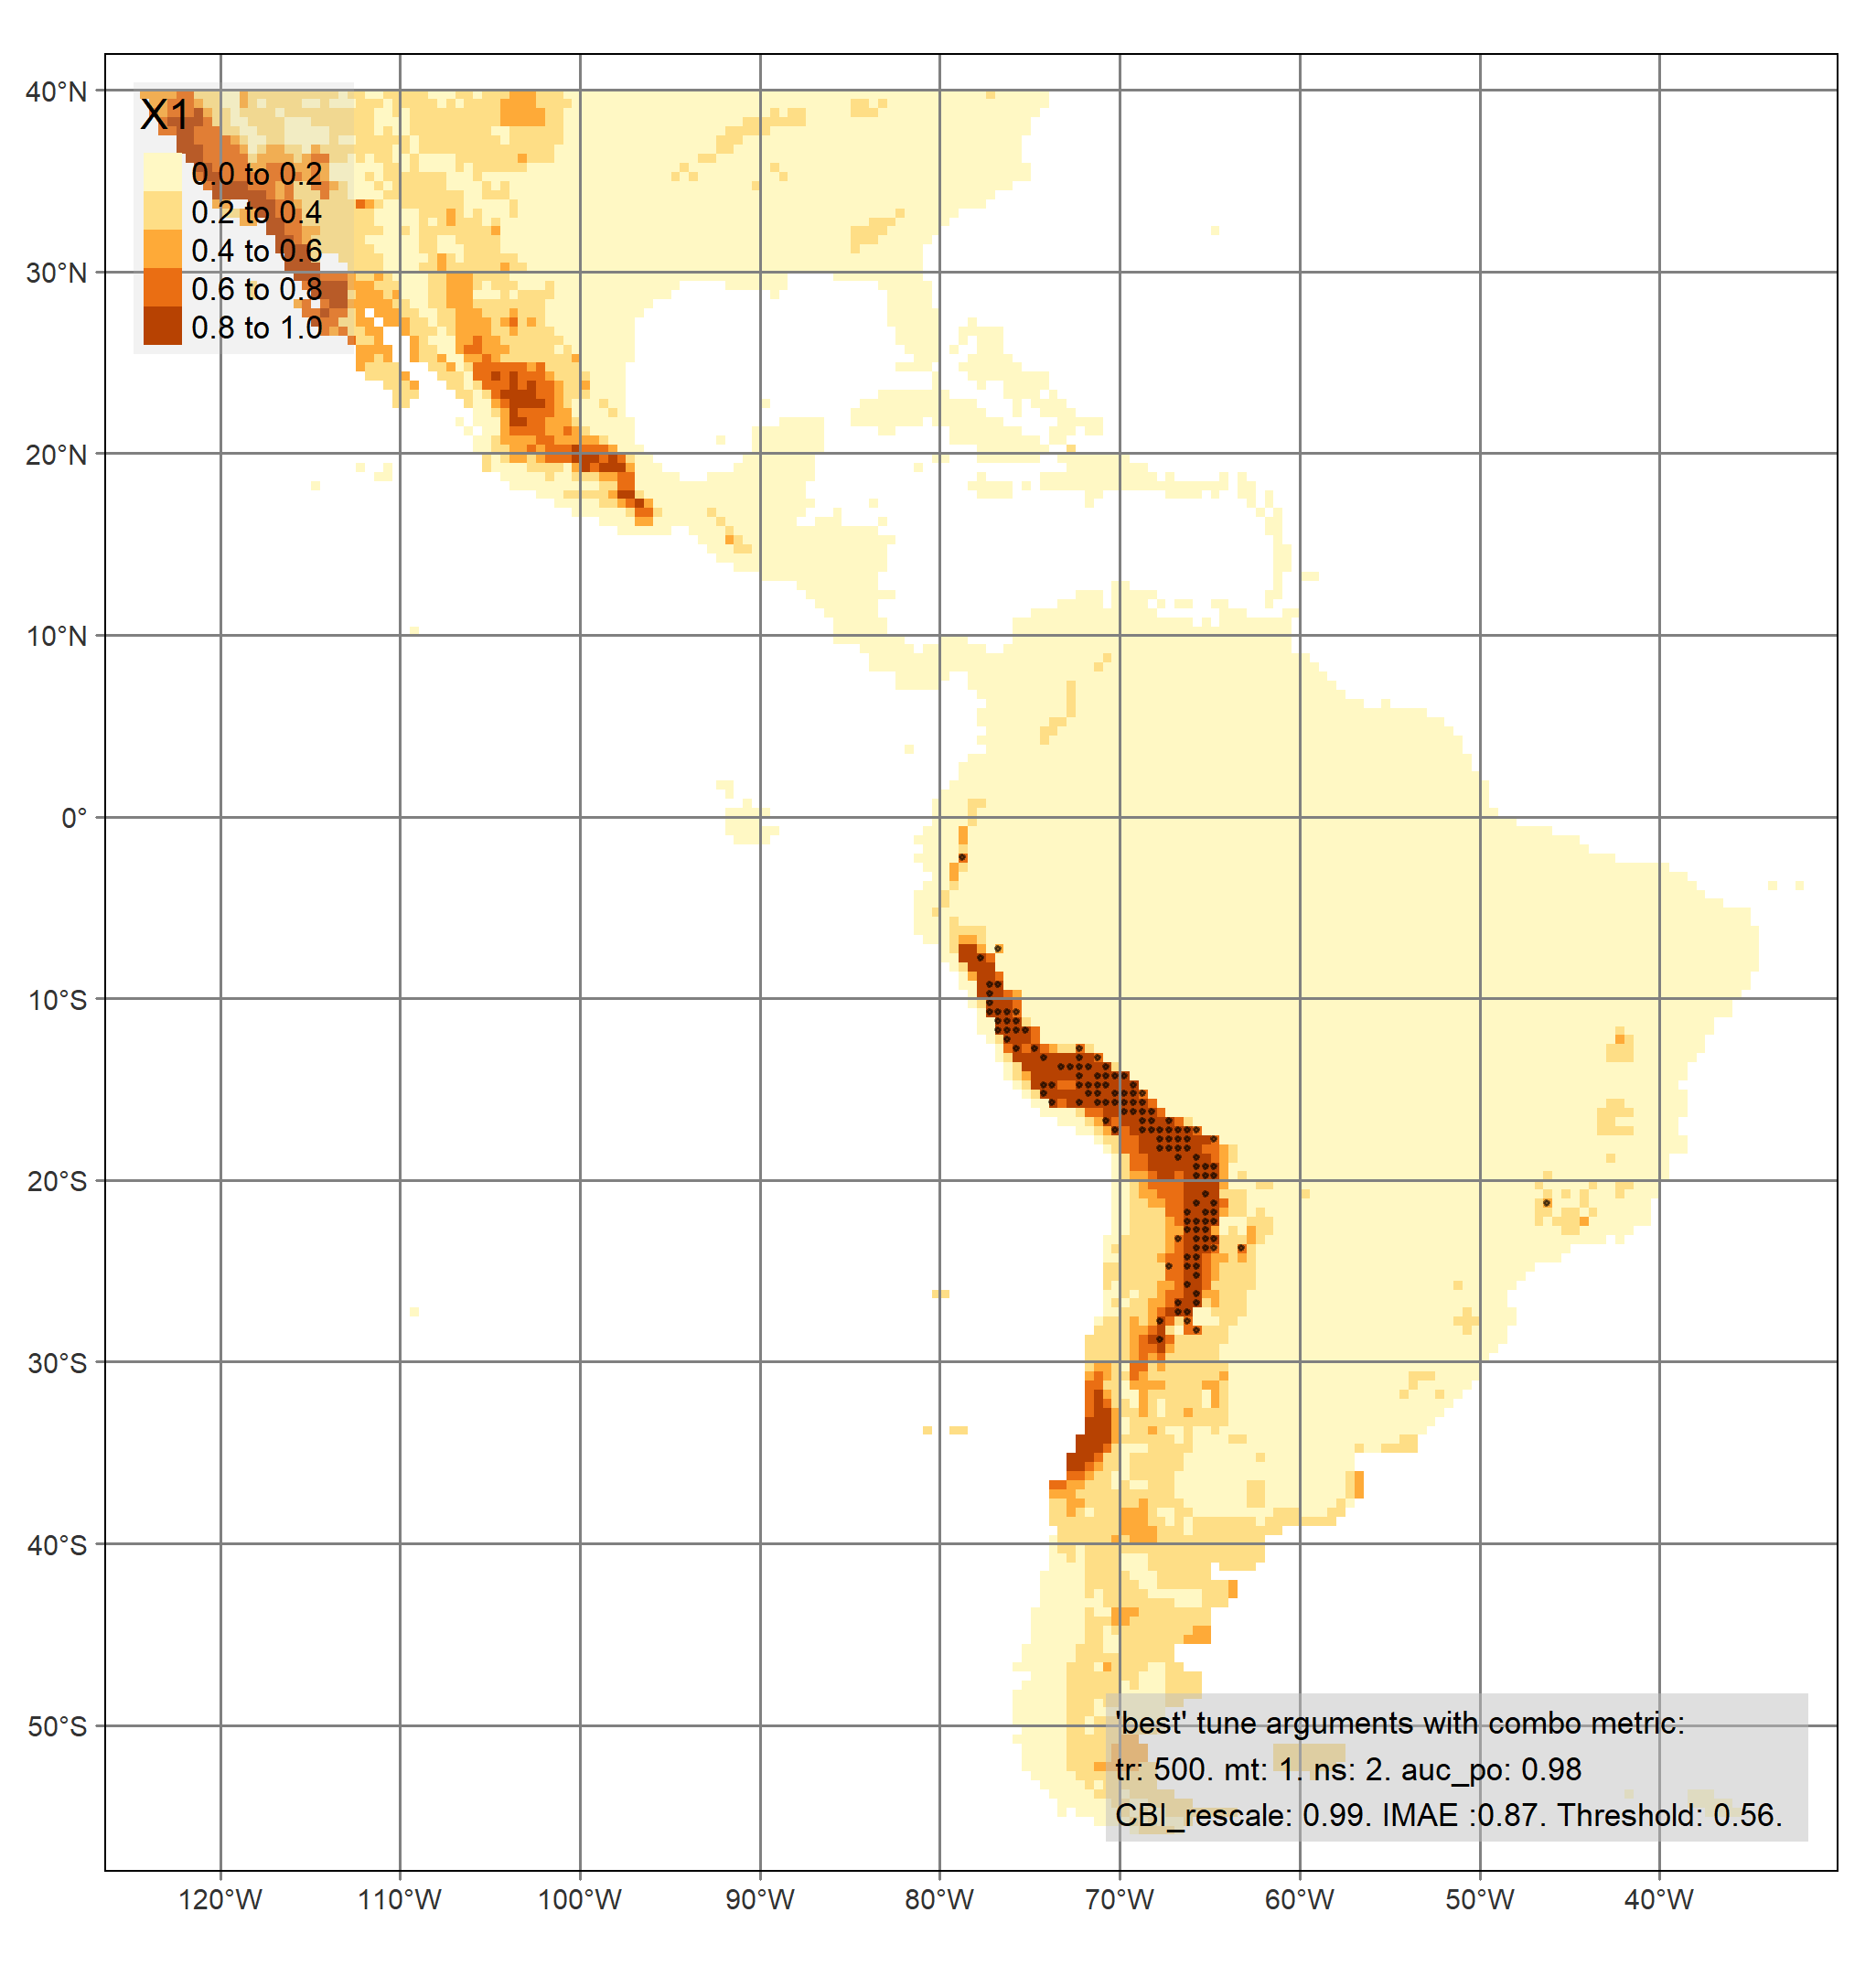 X1
0.0 to 0.2
0.2 to 0.4
0.4 to 0.6
0.6 to 0.8
0.8 to 1.0
40°N
30°N
20°N
10°N
0°
10°S
20°S
30°S
40°S
50°S
'best' tune arguments with combo metric:
tr: 500. mt: 1. ns: 2. auc_po: 0.98
CBI_rescale: 0.99. IMAE :0.87. Threshold: 0.56.
120°W 110°W 100°W 90°W 80°W 70°W 60°W 50°W 40°W